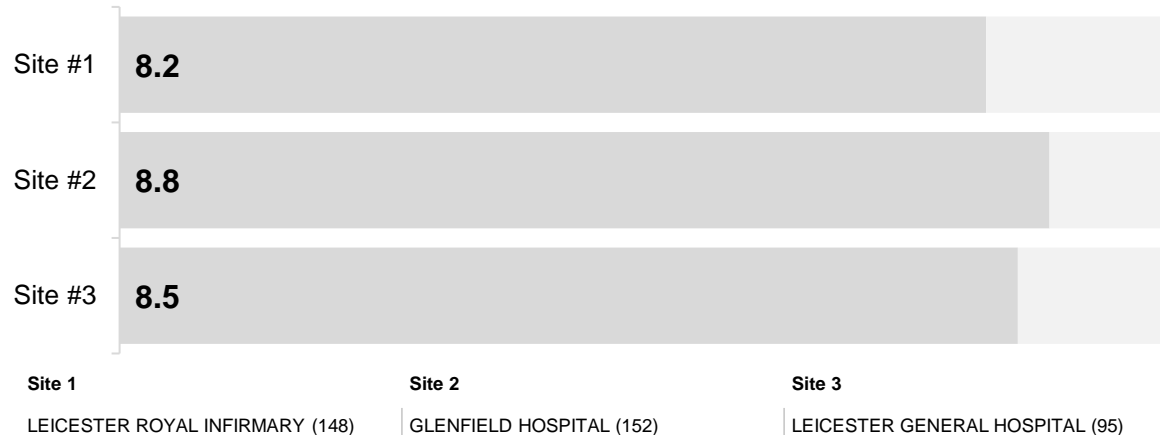 Site #1 8.2
Site #2 8.8
Site #3 8.5
Site 1 Site 2 Site 3
LEICESTER ROYAL INFIRMARY (148) GLENFIELD HOSPITAL (152) LEICESTER GENERAL HOSPITAL (95)